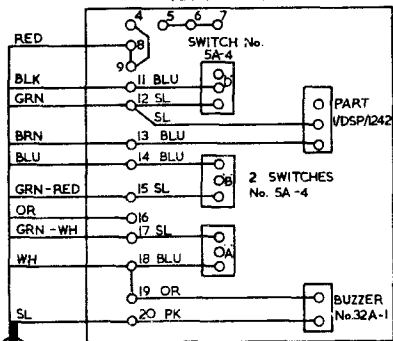 4 5 6 7
RED 8 SWITCH No.
9 5A-4
BLK 11 BLU D
GRN 12 SL
SL PART
BRN 13 BLU 1/DSP/1242
BLU 14 BLU
B 2 SWITCHES
GRN-RED 15 SL No. 5A-4
OR 16
GRN-WH 17 SL
A
WH 18 BLU
19 OR BUZZER
SL 20 PK No.32A-1